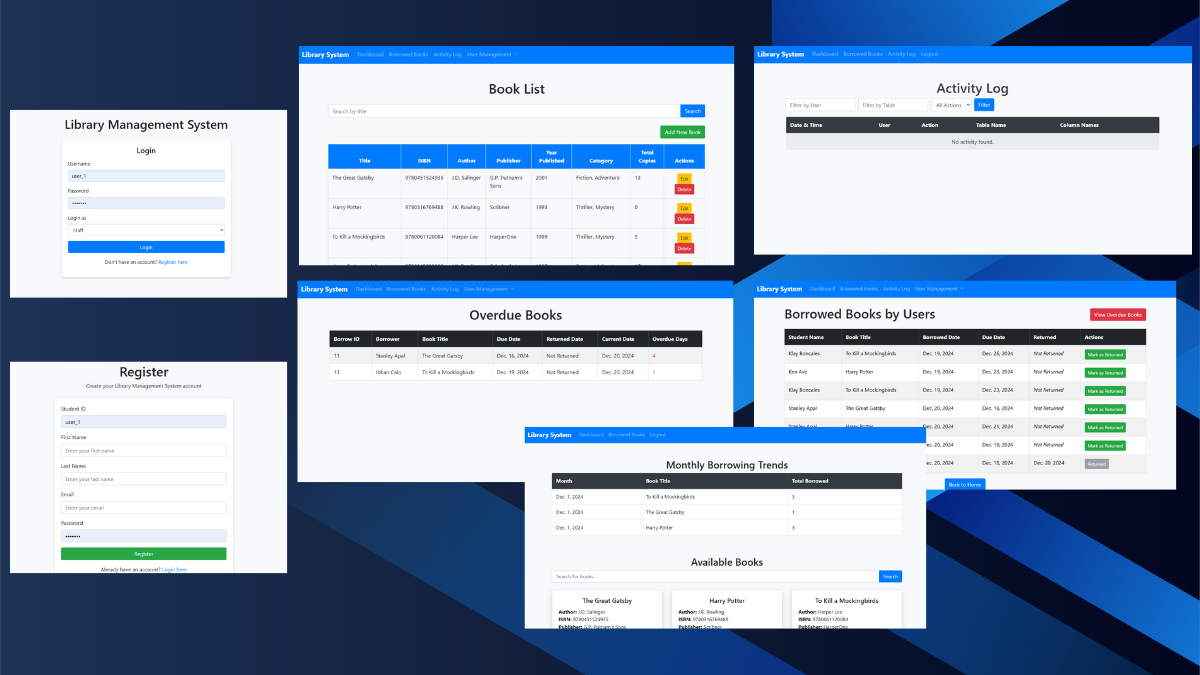 Library Management System
Login
Username
user_1
Password
Login as
Staff
Login
Don't have an account? Register here
Register
Create your Library Management System account
Student ID
user_1
First Name
Enter your first name
Last Name
Enter your last name
Email
Enter your email
Password
Register
Already have an account? Login here
Library System Dashboard Borrowed Books Activity Log User Management
Book List
Search by title Search
Add New Book
Title ISBN Author Publisher Year Published Category Total Copies Actions
The Great Gatsby 9780451524935 J.D. Salinger G.P. Putnam's Sons 2001 Fiction, Adventure 13 Edit Delete
Harry Potter 9780316769488 J.K. Rowling Scribner 1993 Thriller, Mystery 0 Edit Delete
To Kill a Mockingbirds 9780061120084 Harper Lee HarperOne 1999 Thriller, Mystery 5 Edit Delete
Library System Dashboard Borrowed Books Activity Log Logout
Activity Log
Filter by User Filter by Table All Actions Filter
Date & Time User Action Table Name Column Names
No activity found.
Library System Dashboard Borrowed Books Activity Log User Management
Overdue Books
Borrow ID Borrower Book Title Due Date Returned Date Current Date Overdue Days
11 Stanley Apal The Great Gatsby Dec. 16, 2024 Not Returned Dec. 20, 2024 4
13 Ibhan Calo To Kill a Mockingbirds Dec. 19, 2024 Not Returned Dec. 20, 2024 1
Library System Dashboard Borrowed Books Activity Log User Management
Borrowed Books by Users View Overdue Books
Student Name Book Title Borrowed Date Due Date Returned Actions
Klay Boncales To Kill a Mockingbirds Dec. 19, 2024 Dec. 26, 2024 Not Returned Mark as Returned
Ken Ave Harry Potter Dec. 19, 2024 Dec. 23, 2024 Not Returned Mark as Returned
Klay Boncales To Kill a Mockingbirds Dec. 19, 2024 Dec. 23, 2024 Not Returned Mark as Returned
Stanley Apal The Great Gatsby Dec. 20, 2024 Dec. 16, 2024 Not Returned Mark as Returned
Stanley Apal Harry Potter Dec. 20, 2024 Dec. 21, 2024 Not Returned Mark as Returned
20, 2024 Dec. 19, 2024 Not Returned Mark as Returned
20, 2024 Dec. 18, 2024 Dec. 20, 2024 Returned
Back to Home
Library System Dashboard Borrowed Books Logout
Monthly Borrowing Trends
Month Book Title Total Borrowed
Dec. 1, 2024 To Kill a Mockingbirds 3
Dec. 1, 2024 The Great Gatsby 1
Dec. 1, 2024 Harry Potter 3
Available Books
Search for books.. Search
The Great Gatsby
Author: J.D. Salinger
ISBN: 9780451524935
Publisher: G.P. Putnam's Sons
Harry Potter
Author: J.K. Rowling
ISBN: 9780316769488
Publisher: Scribner
To Kill a Mockingbirds
Author: Harper Lee
ISBN: 9780061120084
Publisher: HarperOne